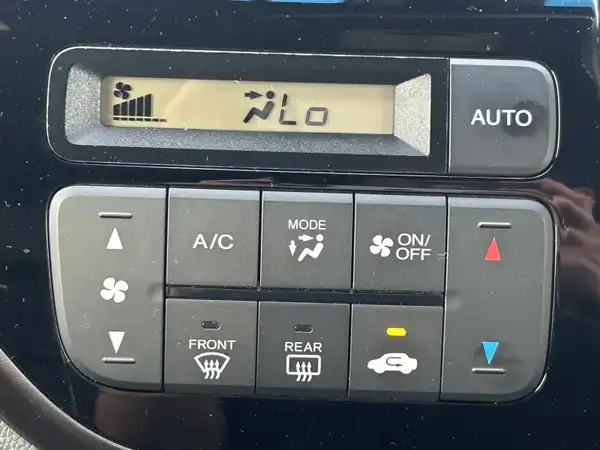 Lo
AUTO
A/C
MODE
ON/
OFF
FRONT
REAR